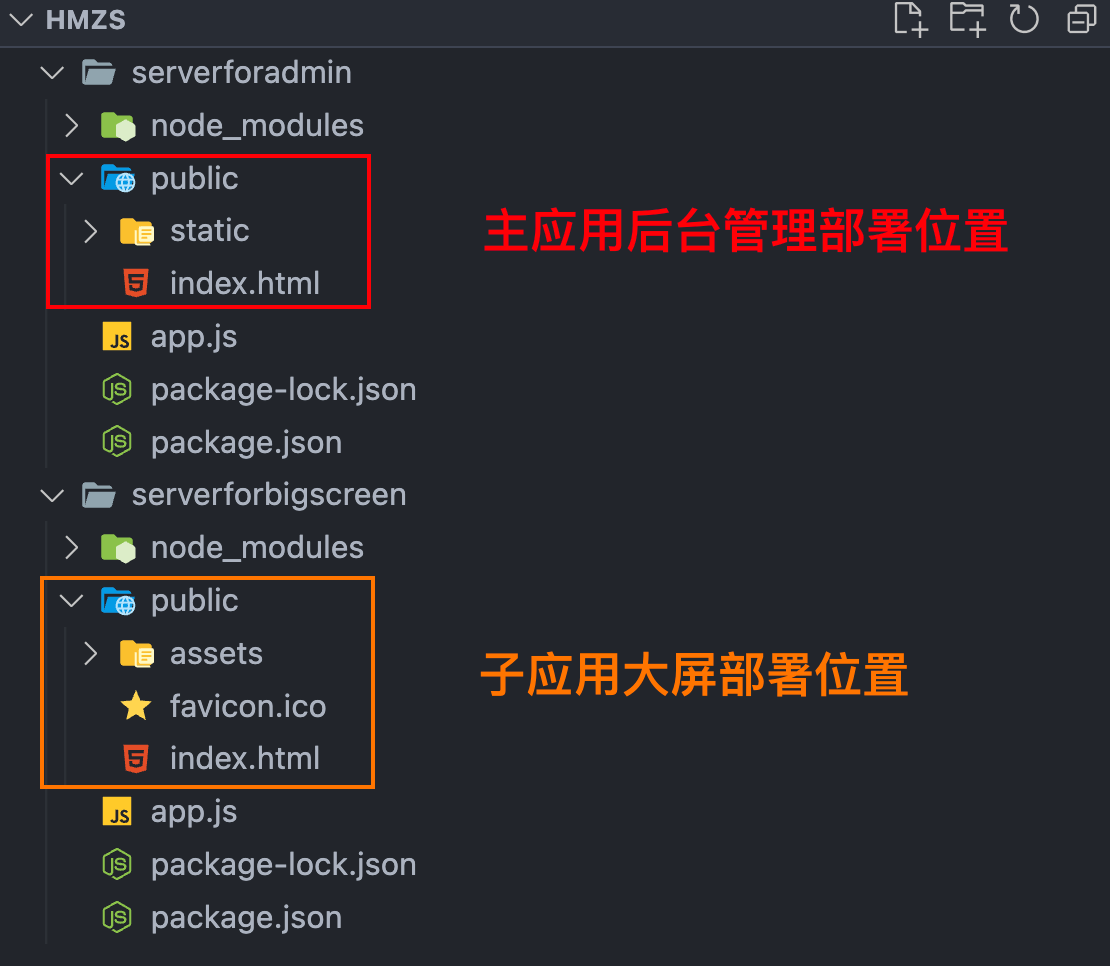 HMZS
serverforadmin
node_modules
public
static
主应用后台管理部署位置
index.html
app.js
package-lock.json
package.json
serverforbigscreen
node_modules
public
assets
子应用大屏部署位置
favicon.ico
index.html
app.js
package-lock.json
package.json